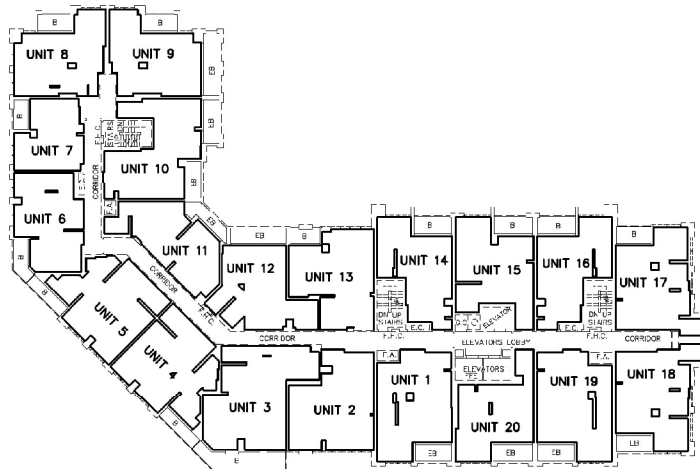 B
B
UNIT 8
UNIT 9
EB
B
F.H.C.
STAIRS
DN
EB
UNIT 7
UNIT 10
CORRIDOR
EB
UNIT 6
F.A.
EB
UNIT 11
EB
B
B
B
B
B
UNIT 12
UNIT 13
UNIT 14
UNIT 15
UNIT 16
UNIT 17
B
CORRIDOR
UNIT 5
F.H.C.
DN UP
STAIRS
E.C.
F.H.C.
ELEVATOR
E.C.
DN UP
STAIRS
F.H.C.
CORRIDOR
ELEVATORS LOBBY
CORRIDOR
UNIT 4
F.A.
ELEVATORS
F.A.
UNIT 3
UNIT 2
UNIT 1
UNIT 20
UNIT 19
UNIT 18
B
B
EB
EB
EB
EB
B